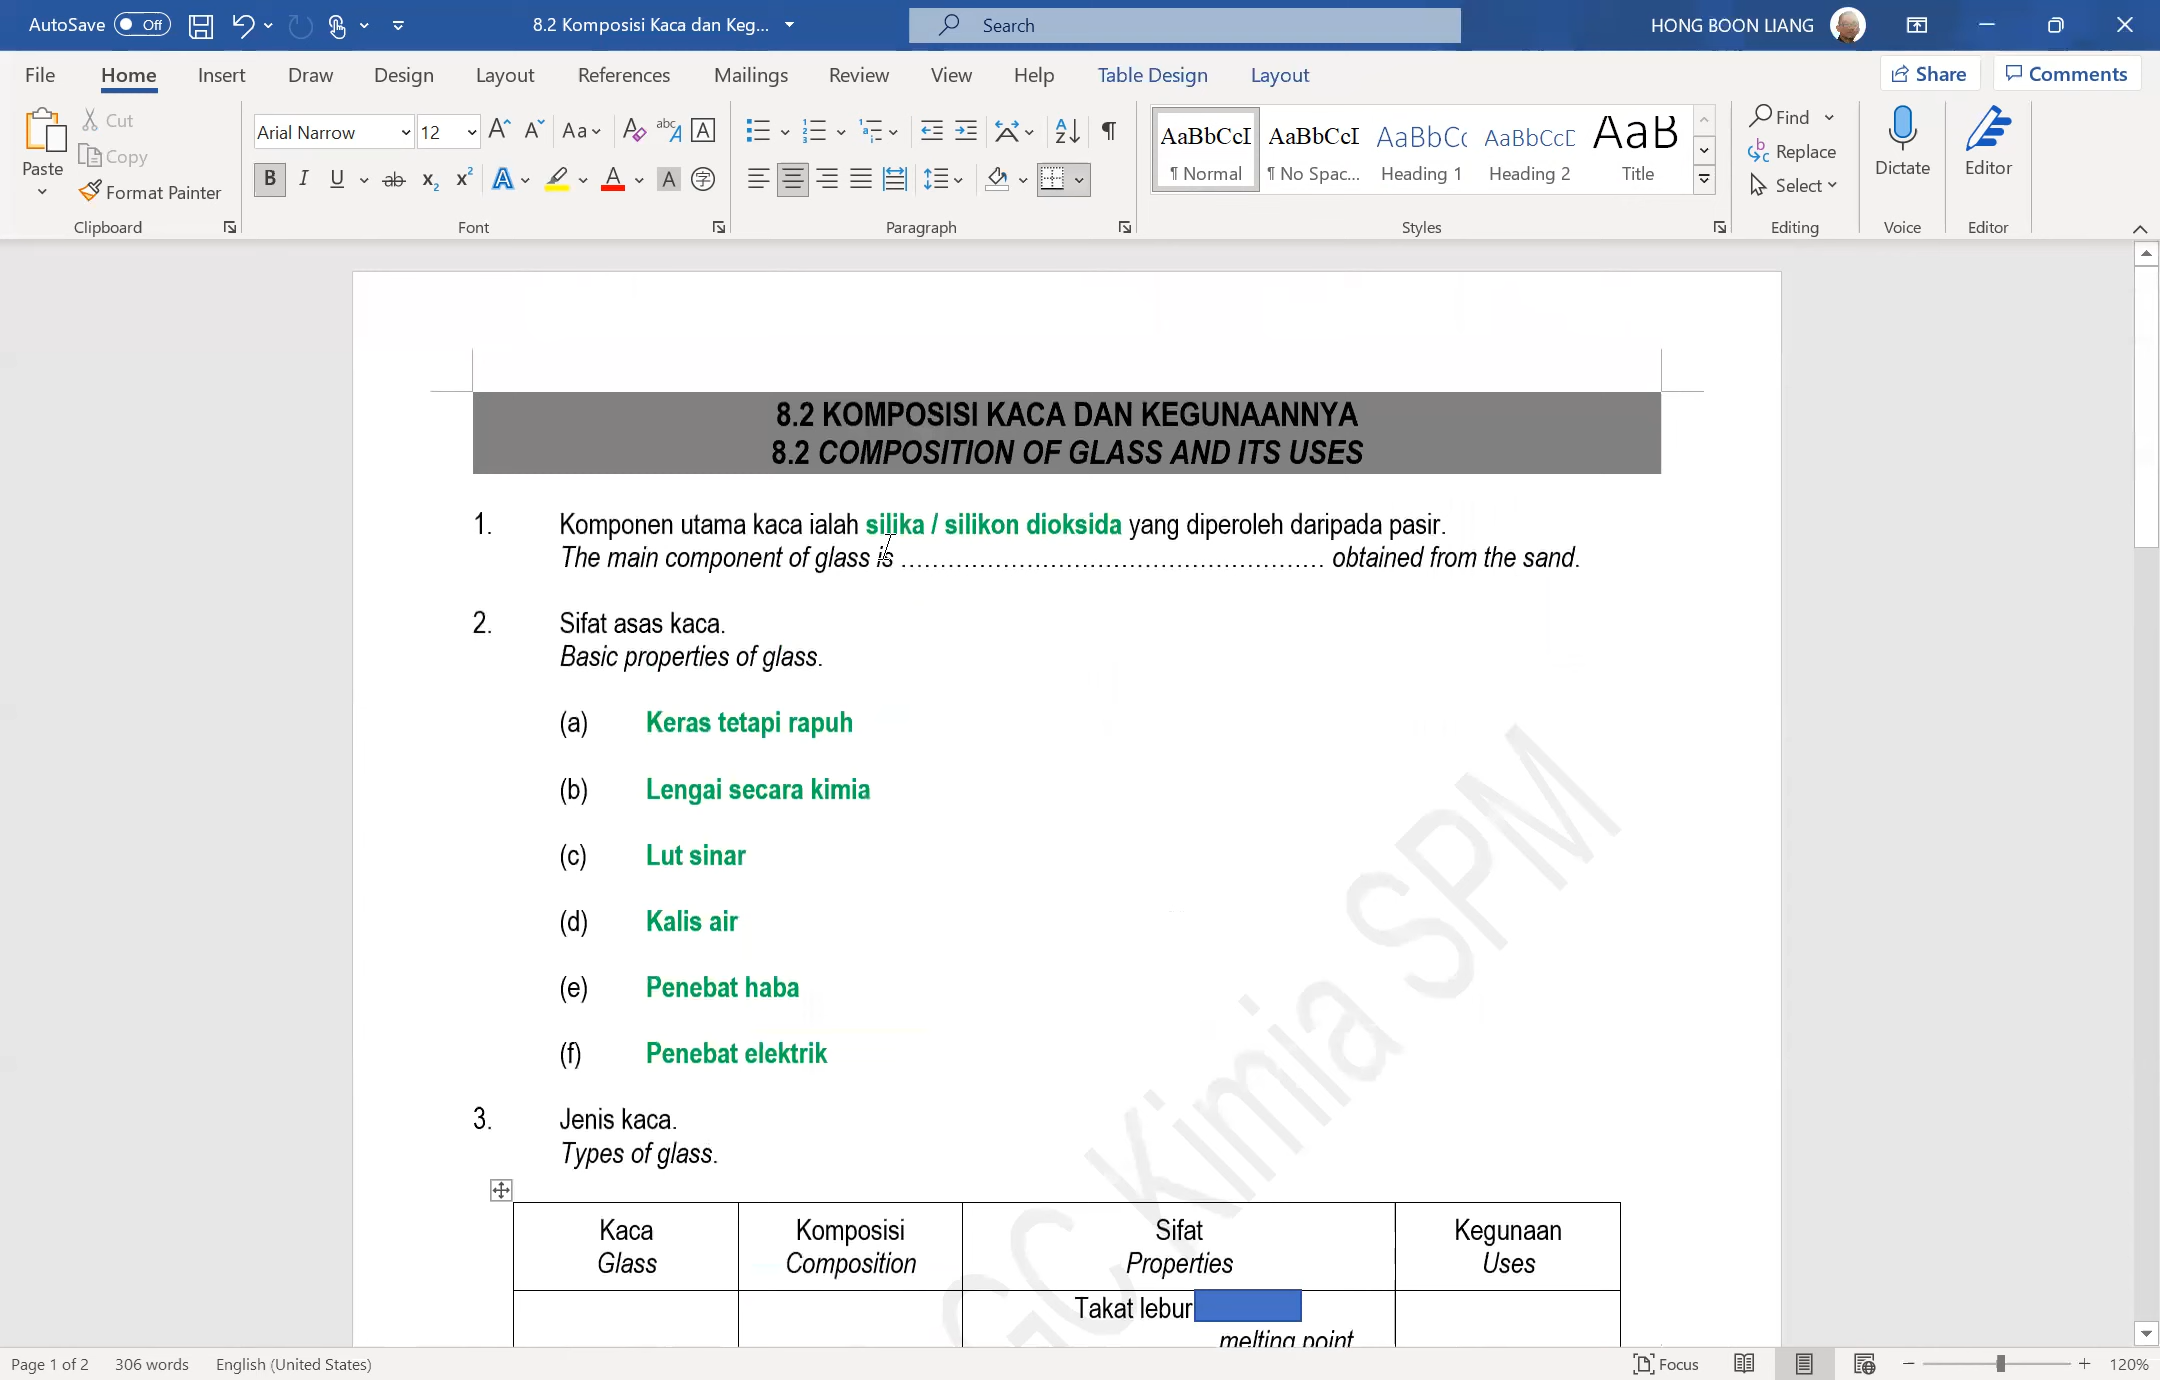 AutoSave Off 8.2 Komposisi Kaca dan Keg... Search HONG BOON LIANG
File Home Insert Draw Design Layout References Mailings Review View Help Table Design Layout Share Comments
Paste Cut Copy Format Painter
Clipboard
Arial Narrow 12
Font
Paragraph
AaBbCcI AaBbCcI AaBbC AaBbCcD AaB
¶ Normal ¶ No Spac... Heading 1 Heading 2 Title
Styles
Find
Replace
Select
Editing
Dictate
Voice
Editor
Editor
8.2 KOMPOSISI KACA DAN KEGUNAANNYA
8.2 COMPOSITION OF GLASS AND ITS USES
1. Komponen utama kaca ialah silika / silikon dioksida yang diperoleh daripada pasir.
The main component of glass is ........................................................ obtained from the sand.
2. Sifat asas kaca.
Basic properties of glass.
(a) Keras tetapi rapuh
(b) Lengai secara kimia
(c) Lut sinar
(d) Kalis air
(e) Penebat haba
(f) Penebat elektrik
3. Jenis kaca.
Types of glass.
Kaca Komposisi Sifat Kegunaan
Glass Composition Properties Uses
Takat lebur
melting point
GC Kimia SPM
Page 1 of 2 306 words English (United States) Focus 120%